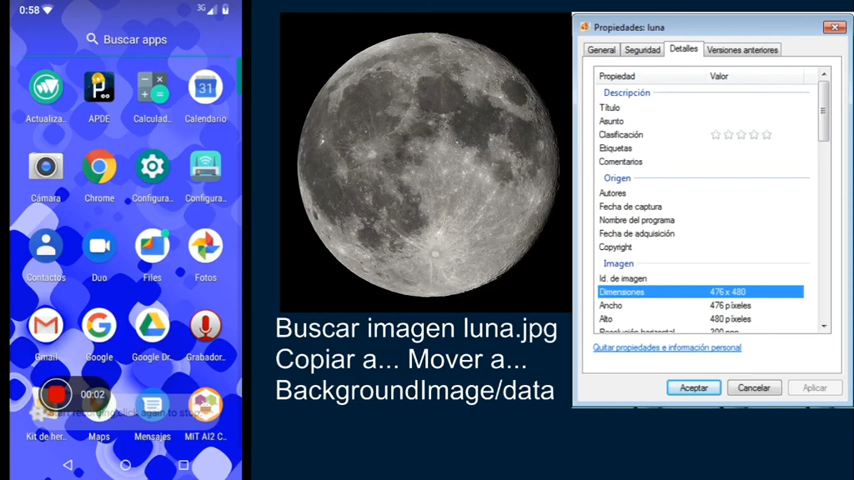 0:58
3G
Buscar apps
Actualiza..
APDE
Calculad..
31
Calendario
Cámara
Chrome
Configura..
Configura..
Contactos
Duo
Files
Fotos
Gmail
Google
Google Dr..
Grabador..
00:02
Kit de her..
Maps
Mensajes
MIT AI2 C..
Buscar imagen luna.jpg
Copiar a... Mover a...
BackgroundImage/data
Propiedades: luna
General Seguridad Detalles Versiones anteriores
Propiedad Valor
Descripción
Título
Asunto
Clasificación
Etiquetas
Comentarios
Origen
Autores
Fecha de captura
Nombre del programa
Fecha de adquisición
Copyright
Imagen
Id. de imagen
Dimensiones 476 x 480
Ancho 476 píxeles
Alto 480 píxeles
Resolución horizontal 300 ppp
Quitar propiedades e información personal
Aceptar Cancelar Aplicar